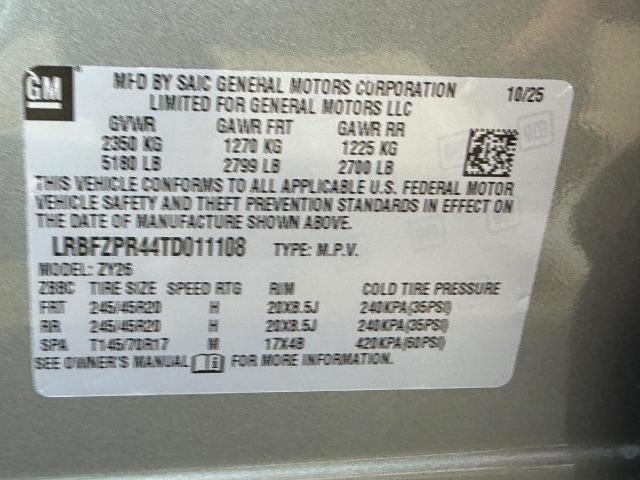 GM
MFD BY SAIC GENERAL MOTORS CORPORATION 10/25
LIMITED FOR GENERAL MOTORS LLC
GVWR GAWR FRT GAWR RR
2350 KG 1270 KG 1225 KG
5180 LB 2799 LB 2700 LB
THIS VEHICLE CONFORMS TO ALL APPLICABLE U.S. FEDERAL MOTOR
VEHICLE SAFETY AND THEFT PREVENTION STANDARDS IN EFFECT ON
THE DATE OF MANUFACTURE SHOWN ABOVE.
LRBFZPR44TD011108 TYPE: M.P.V.
MODEL: ZY26
ZBBC TIRE SIZE SPEED RTG RIM COLD TIRE PRESSURE
FRT 245/45R20 H 20X8.5J 240KPA(35PSI)
RR 245/45R20 H 20X8.5J 240KPA(35PSI)
SPA T145/70R17 M 17X4B 420KPA(60PSI)
SEE OWNER'S MANUAL FOR MORE INFORMATION.